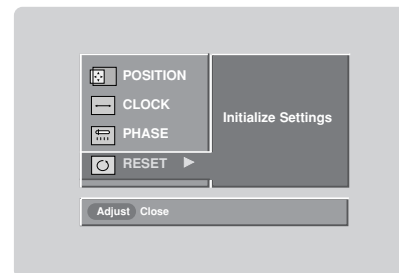 POSITION
CLOCK
PHASE
RESET ▶
Initialize Settings
Adjust Close